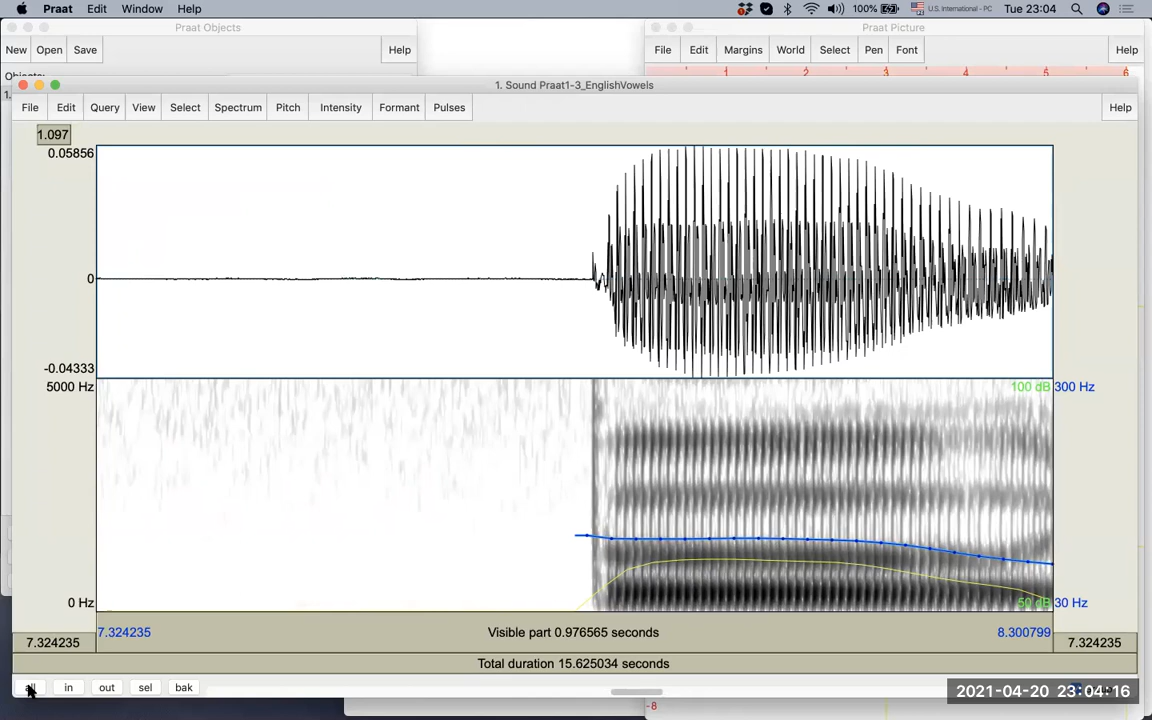 Praat Edit Window Help 100% U.S. International - PC Tue 23:04
Praat Objects Praat Picture
New Open Save Help File Edit Margins World Select Pen Font Help
Objects:
1 2 3 4 5 6
1.
1. Sound Praat1-3_EnglishVowels
File Edit Query View Select Spectrum Pitch Intensity Formant Pulses Help
1.097
0.05856
0
-0.04333
5000 Hz 100 dB 300 Hz
0 Hz 50 dB 30 Hz
7.324235 Visible part 0.976565 seconds 8.300799
7.324235 7.324235
Total duration 15.625034 seconds
all in out sel bak
2021-04-20 23:04:16
-8